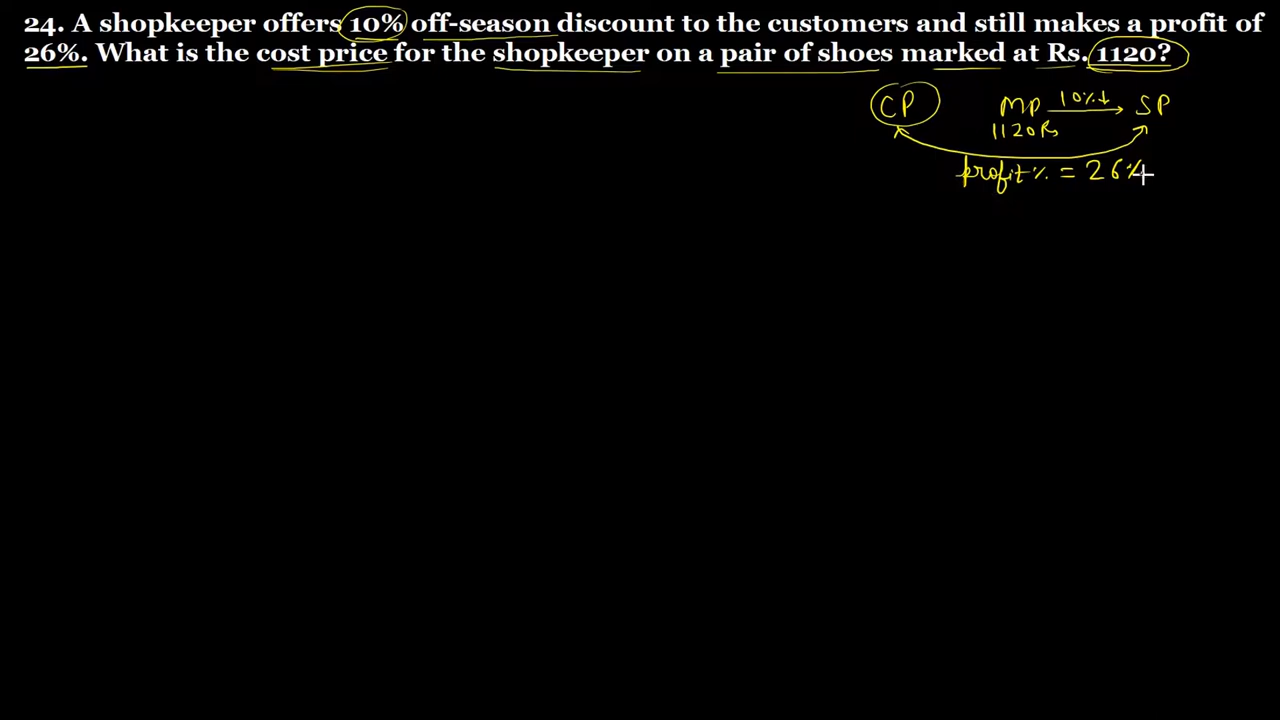 24. A shopkeeper offers 10% off-season discount to the customers and still makes a profit of
26%. What is the cost price for the shopkeeper on a pair of shoes marked at Rs. 1120?
CP MP 10%↓ SP
1120Rs
profit% = 26%